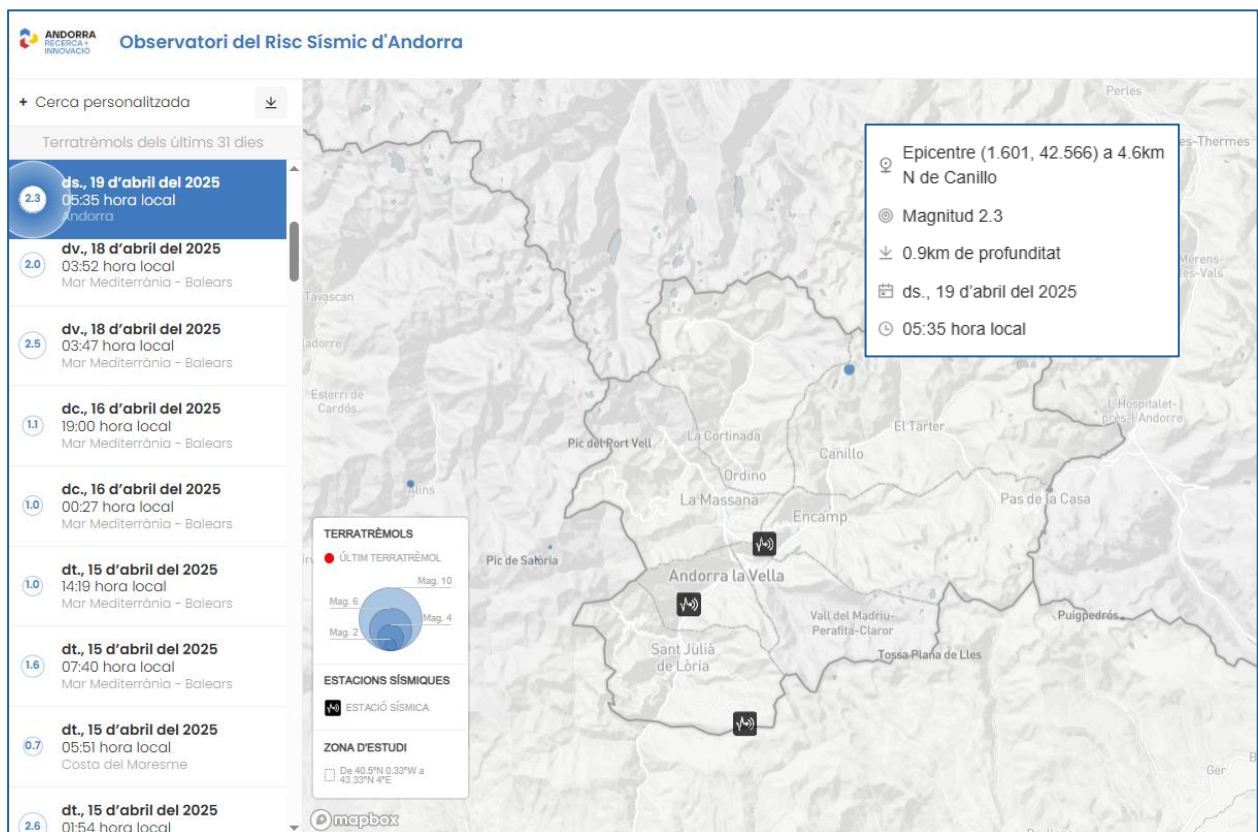 ANDORRA
RECERCA+
INNOVACIÓ
Observatori del Risc Sísmic d'Andorra
+ Cerca personalitzada
Terratrèmols dels últims 31 dies
2.3
ds., 19 d'abril del 2025
05:35 hora local
Andorra
2.0
dv., 18 d'abril del 2025
03:52 hora local
Mar Mediterrània - Balears
2.5
dv., 18 d'abril del 2025
03:47 hora local
Mar Mediterrània - Balears
1.1
dc., 16 d'abril del 2025
19:00 hora local
Mar Mediterrània - Balears
1.0
dc., 16 d'abril del 2025
00:27 hora local
Mar Mediterrània - Balears
1.0
dt., 15 d'abril del 2025
14:19 hora local
Mar Mediterrània - Balears
1.6
dt., 15 d'abril del 2025
07:40 hora local
Mar Mediterrània - Balears
0.7
dt., 15 d'abril del 2025
05:51 hora local
Costa del Maresme
2.6
dt., 15 d'abril del 2025
01:54 hora local
Perles
es-Thermes
Epicentre (1.601, 42.566) a 4.6km
N de Canillo
Magnitud 2.3
0.9km de profunditat
ds., 19 d'abril del 2025
05:35 hora local
Mérens-
les-Vals
Tavascan
ladorre
Esterri de
Cardós
Alins
L'Hospitalet-
près-l'Andorre
El Tarter
La Cortinada
Pic del Port Vell
Canillo
Ordino
La Massana
Encamp
Pas de la Casa
Pic de Salòria
Andorra la Vella
Vall del Madriu-
Perafita-Claror
Puigpedrós
Sant Julià
de Lòria
Tossa Plana de Lles
Ger
TERRATRÈMOLS
ÚLTIM TERRATRÈMOL
Mag. 10
Mag. 6
Mag. 4
Mag. 2
ESTACIONS SÍSMIQUES
ESTACIÓ SÍSMICA
ZONA D'ESTUDI
De 40.5ºN 0.33ºW a
43.33ºN 4ºE
mapbox